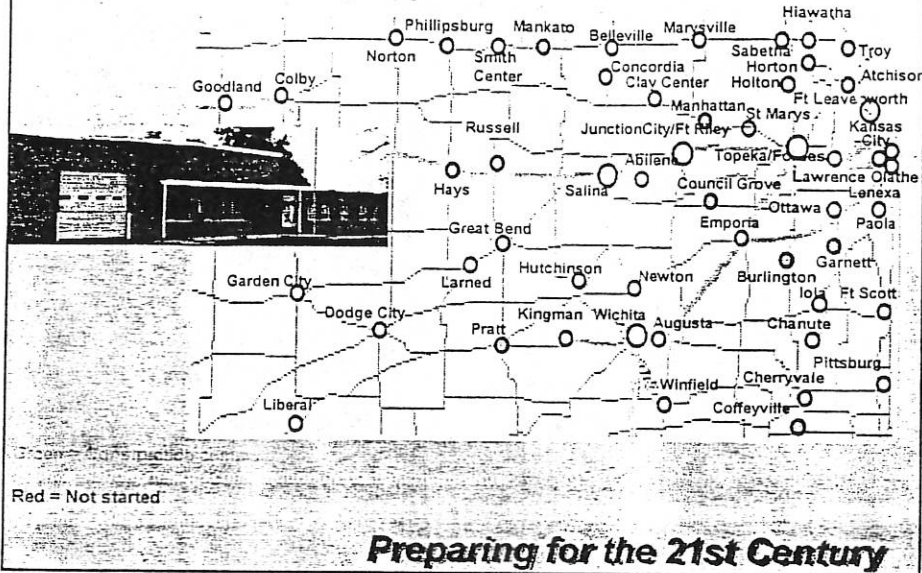 Hiawatha
Phillipsburg Mankato Belleville Marysville
Norton Smith Center Sabetha Troy
Horton
Goodland Colby Concordia Holton Atchison
Clay Center Ft Leavenworth
Manhattan St Marys Kansas City
Russell JunctionCity/Ft Riley
Abilene Topeka/Forbes
Hays Salina Lawrence Olathe
Council Grove Lenexa
Ottawa Paola
Great Bend Emporia
Larned Hutchinson Newton Burlington Garnett
Garden City Iola Ft Scott
Dodge City Kingman Wichita Augusta Chanute
Pratt Pittsburg
Winfield Cherryvale
Liberal Coffeyville
Red = Not started
Preparing for the 21st Century